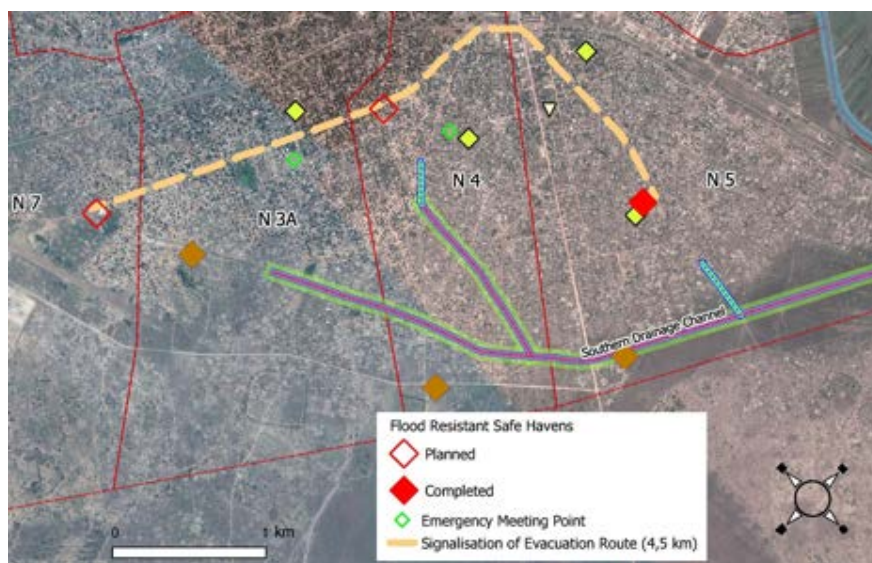 N 7
N 3A
N 4
N 5
Southern Drainage Channel
Flood Resistant Safe Havens
Planned
Completed
Emergency Meeting Point
Signalisation of Evacuation Route (4,5 km)
0 1 km